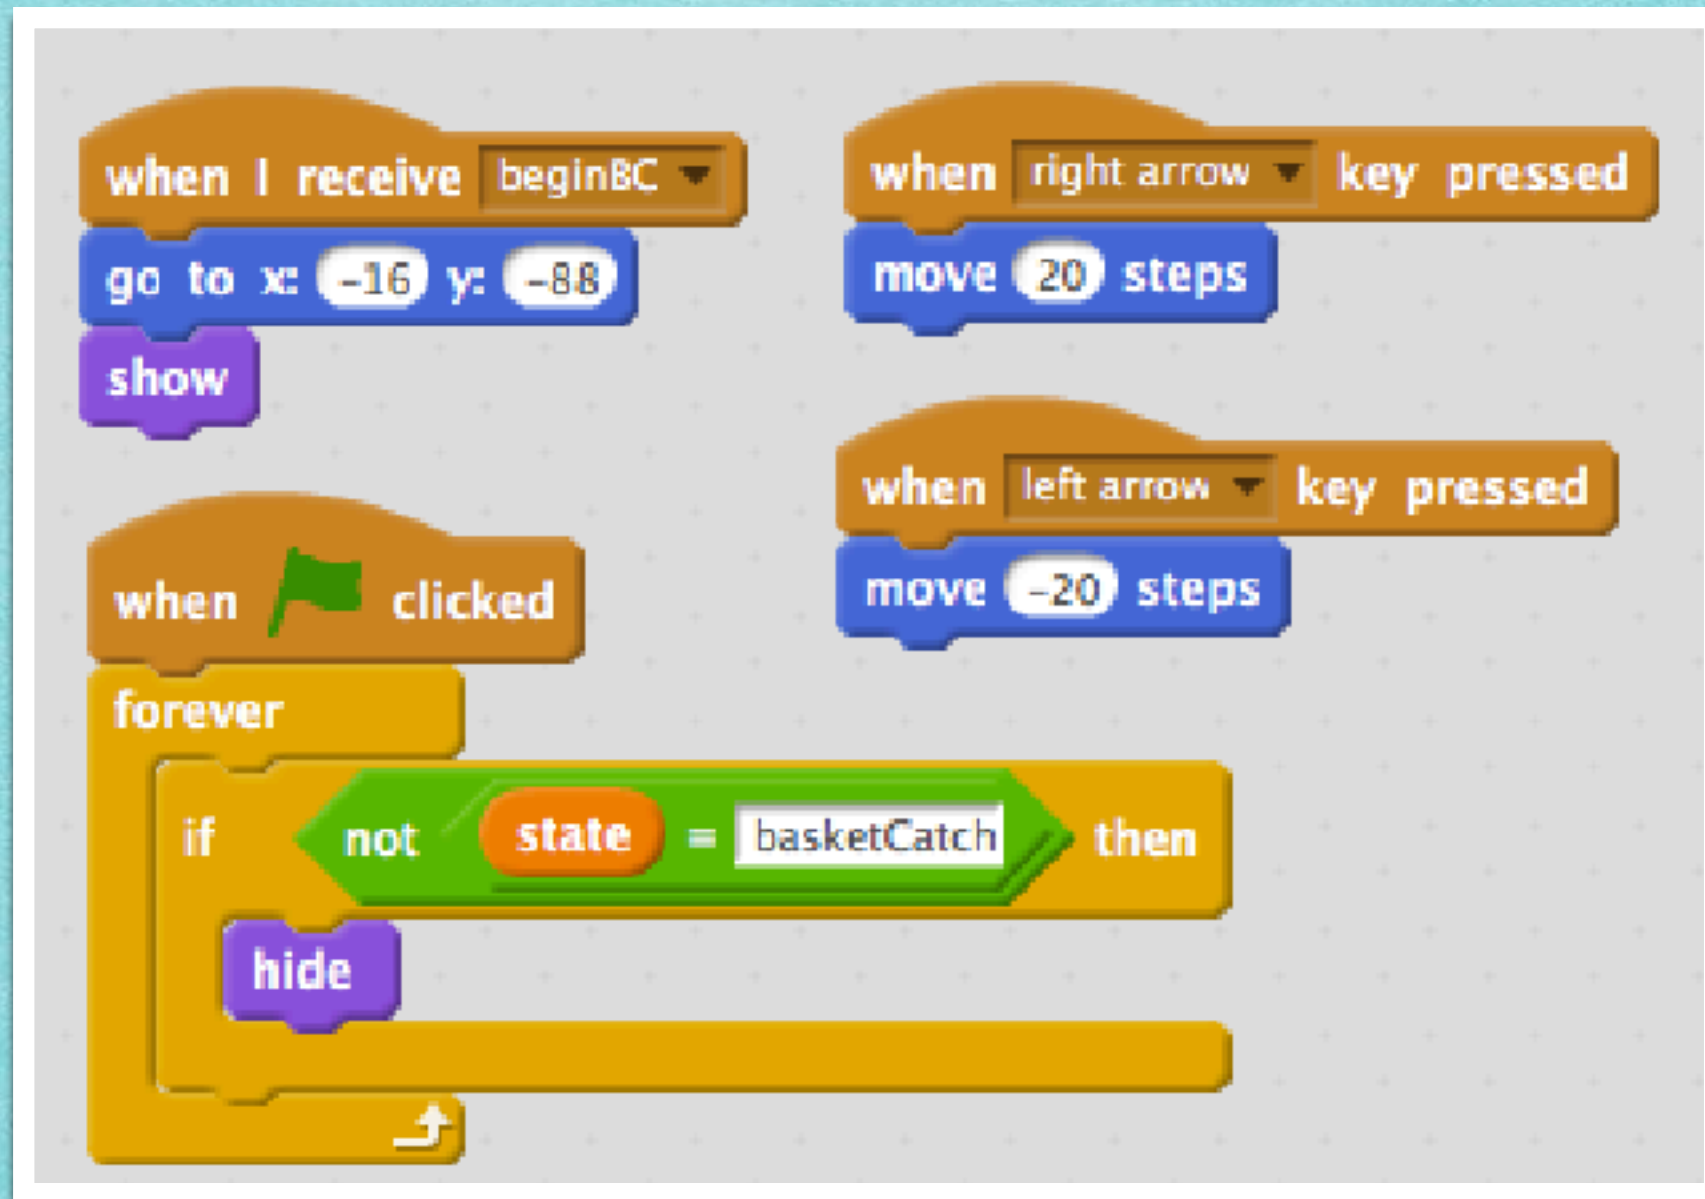 when I receive beginBC
go to x: -16 y: -88
show
when clicked
forever
if not state = basketCatch then
hide
when right arrow key pressed
move 20 steps
when left arrow key pressed
move -20 steps